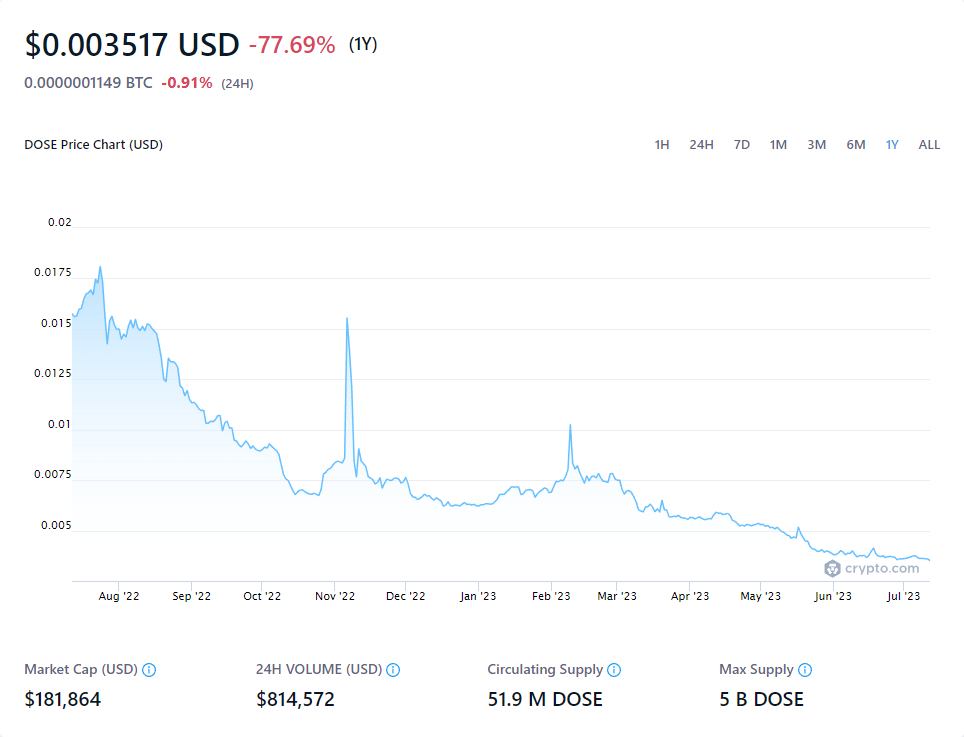 $0.003517 USD -77.69% (1Y)
0.0000001149 BTC -0.91% (24H)
DOSE Price Chart (USD) 1H 24H 7D 1M 3M 6M 1Y ALL
0.02
0.0175
0.015
0.0125
0.01
0.0075
0.005
crypto.com
Aug '22 Sep '22 Oct '22 Nov '22 Dec '22 Jan '23 Feb '23 Mar '23 Apr '23 May '23 Jun '23 Jul '23
Market Cap (USD) 24H VOLUME (USD) Circulating Supply Max Supply
$181,864 $814,572 51.9 M DOSE 5 B DOSE